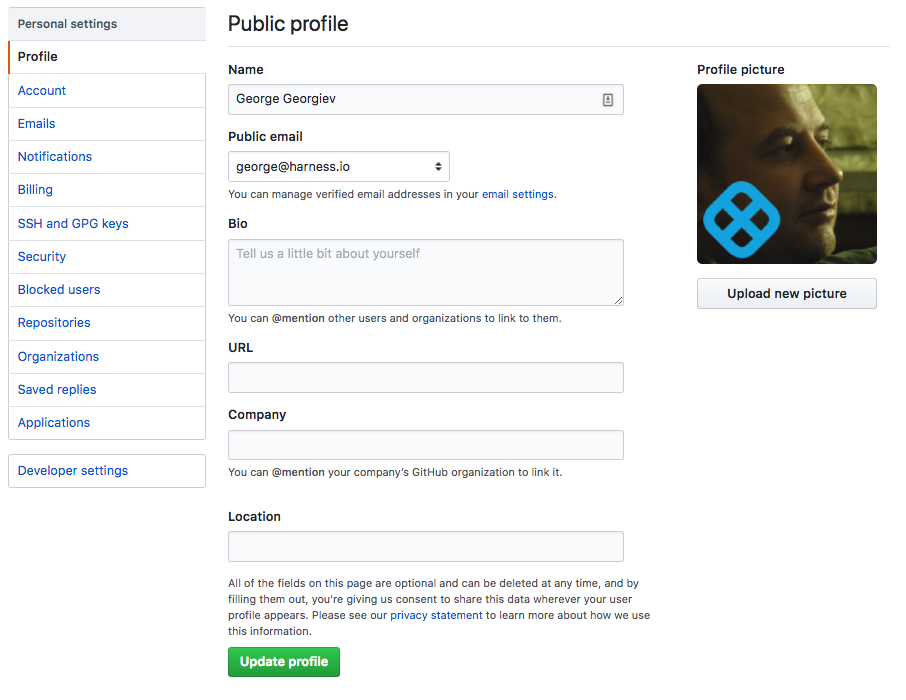 Personal settings
Profile
Account
Emails
Notifications
Billing
SSH and GPG keys
Security
Blocked users
Repositories
Organizations
Saved replies
Applications
Developer settings
Public profile
Name
George Georgiev
Public email
george@harness.io
You can manage verified email addresses in your email settings.
Bio
Tell us a little bit about yourself
You can @mention other users and organizations to link to them.
URL
Company
You can @mention your company's GitHub organization to link it.
Location
All of the fields on this page are optional and can be deleted at any time, and by
filling them out, you're giving us consent to share this data wherever your user
profile appears. Please see our privacy statement to learn more about how we use
this information.
Update profile
Profile picture
Upload new picture